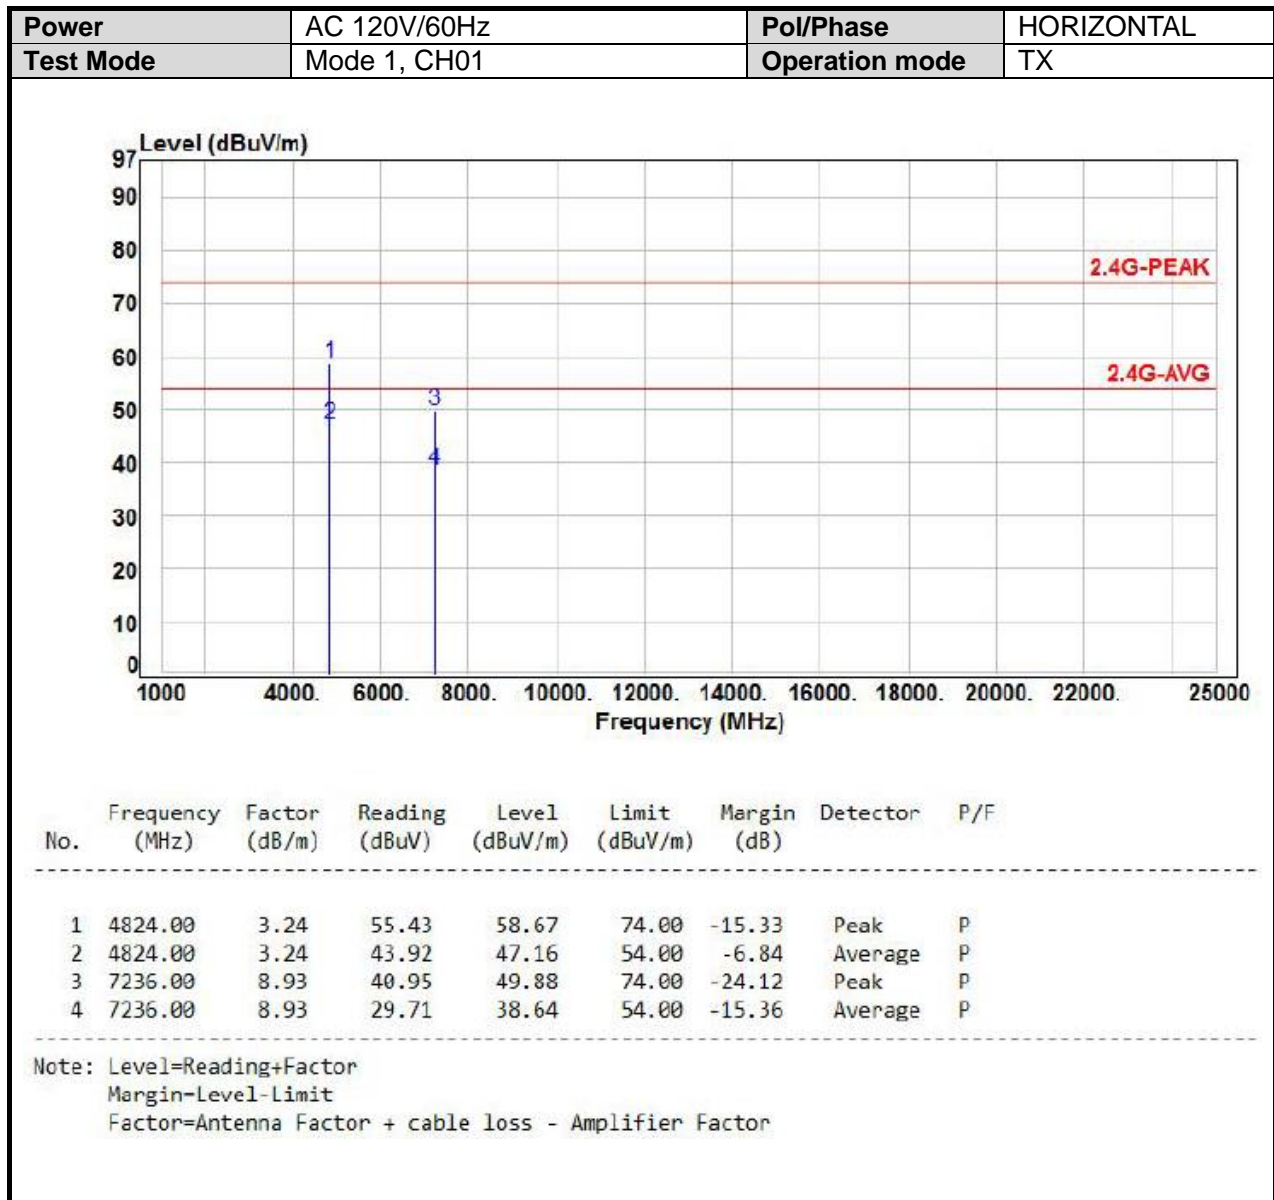 Power AC 120V/60Hz Pol/Phase HORIZONTAL
Test Mode Mode 1, CH01 Operation mode TX
Level (dBuV/m)
97
90
80
2.4G-PEAK
70
1
60
2.4G-AVG
3
50 2
4
40
30
20
10
0
1000 4000. 6000. 8000. 10000. 12000. 14000. 16000. 18000. 20000. 22000. 25000
Frequency (MHz)
Frequency Factor Reading Level Limit Margin Detector P/F
No. (MHz) (dB/m) (dBuV) (dBuV/m) (dBuV/m) (dB)
1 4824.00 3.24 55.43 58.67 74.00 -15.33 Peak P
2 4824.00 3.24 43.92 47.16 54.00 -6.84 Average P
3 7236.00 8.93 40.95 49.88 74.00 -24.12 Peak P
4 7236.00 8.93 29.71 38.64 54.00 -15.36 Average P
Note: Level=Reading+Factor
Margin=Level-Limit
Factor=Antenna Factor + cable loss - Amplifier Factor